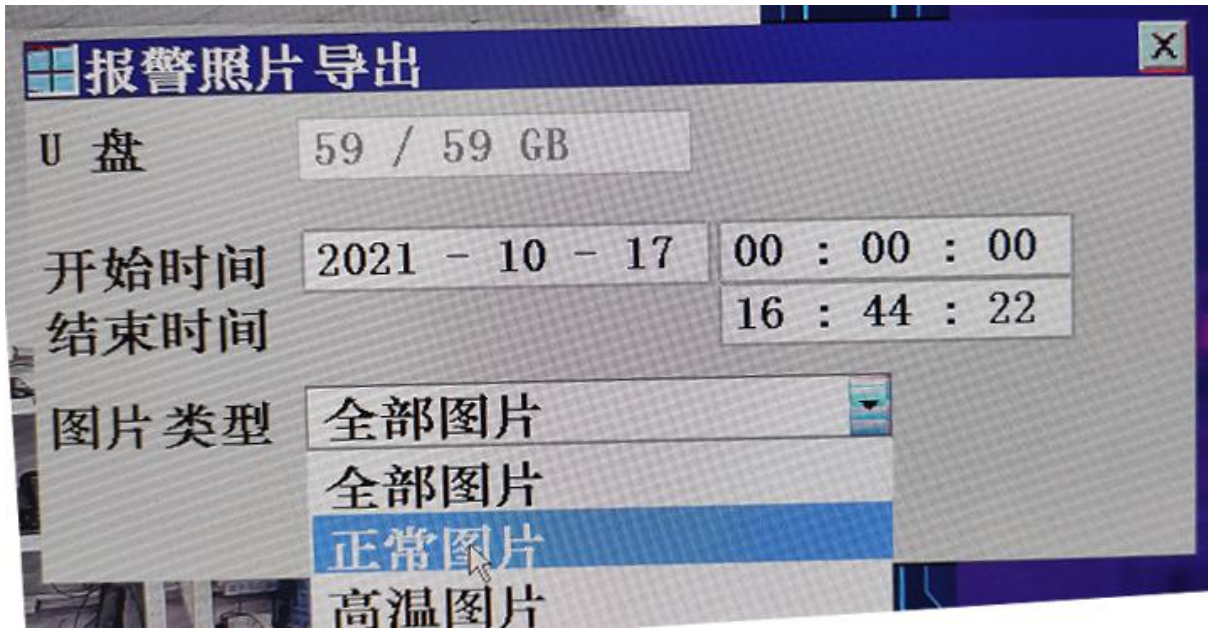 报警照片导出
U 盘 59 / 59 GB
开始时间 2021 - 10 - 17 00 : 00 : 00
结束时间 16 : 44 : 22
图片类型 全部图片
全部图片
正常图片
高温图片